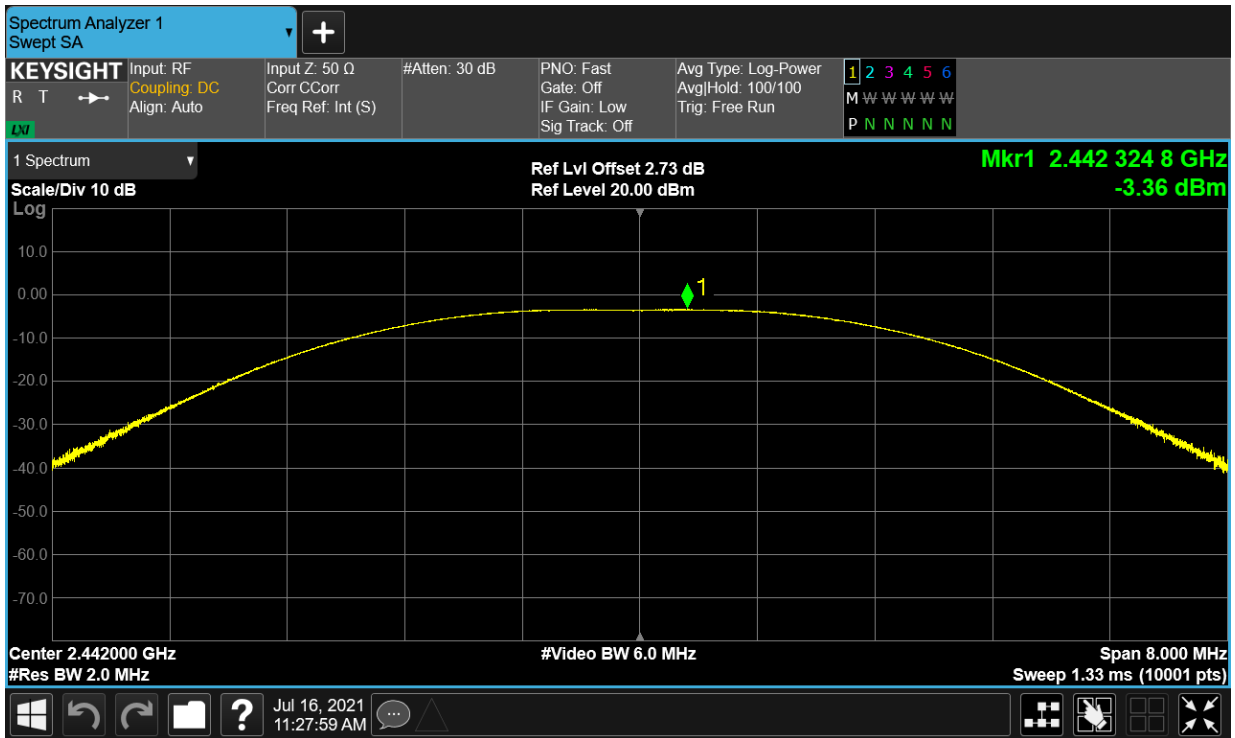 Spectrum Analyzer 1
Swept SA
KEYSIGHT
R T
LXI
Input: RF
Coupling: DC
Align: Auto
Input Z: 50 Ω
Corr CCorr
Freq Ref: Int (S)
#Atten: 30 dB
PNO: Fast
Gate: Off
IF Gain: Low
Sig Track: Off
Avg Type: Log-Power
Avg|Hold: 100/100
Trig: Free Run
1 2 3 4 5 6
M W W W W W
P N N N N N
1 Spectrum
Scale/Div 10 dB
Log
Ref Lvl Offset 2.73 dB
Ref Level 20.00 dBm
Mkr1 2.442 324 8 GHz
-3.36 dBm
1
10.0
0.00
-10.0
-20.0
-30.0
-40.0
-50.0
-60.0
-70.0
Center 2.442000 GHz
#Res BW 2.0 MHz
#Video BW 6.0 MHz
Span 8.000 MHz
Sweep 1.33 ms (10001 pts)
?
Jul 16, 2021
11:27:59 AM